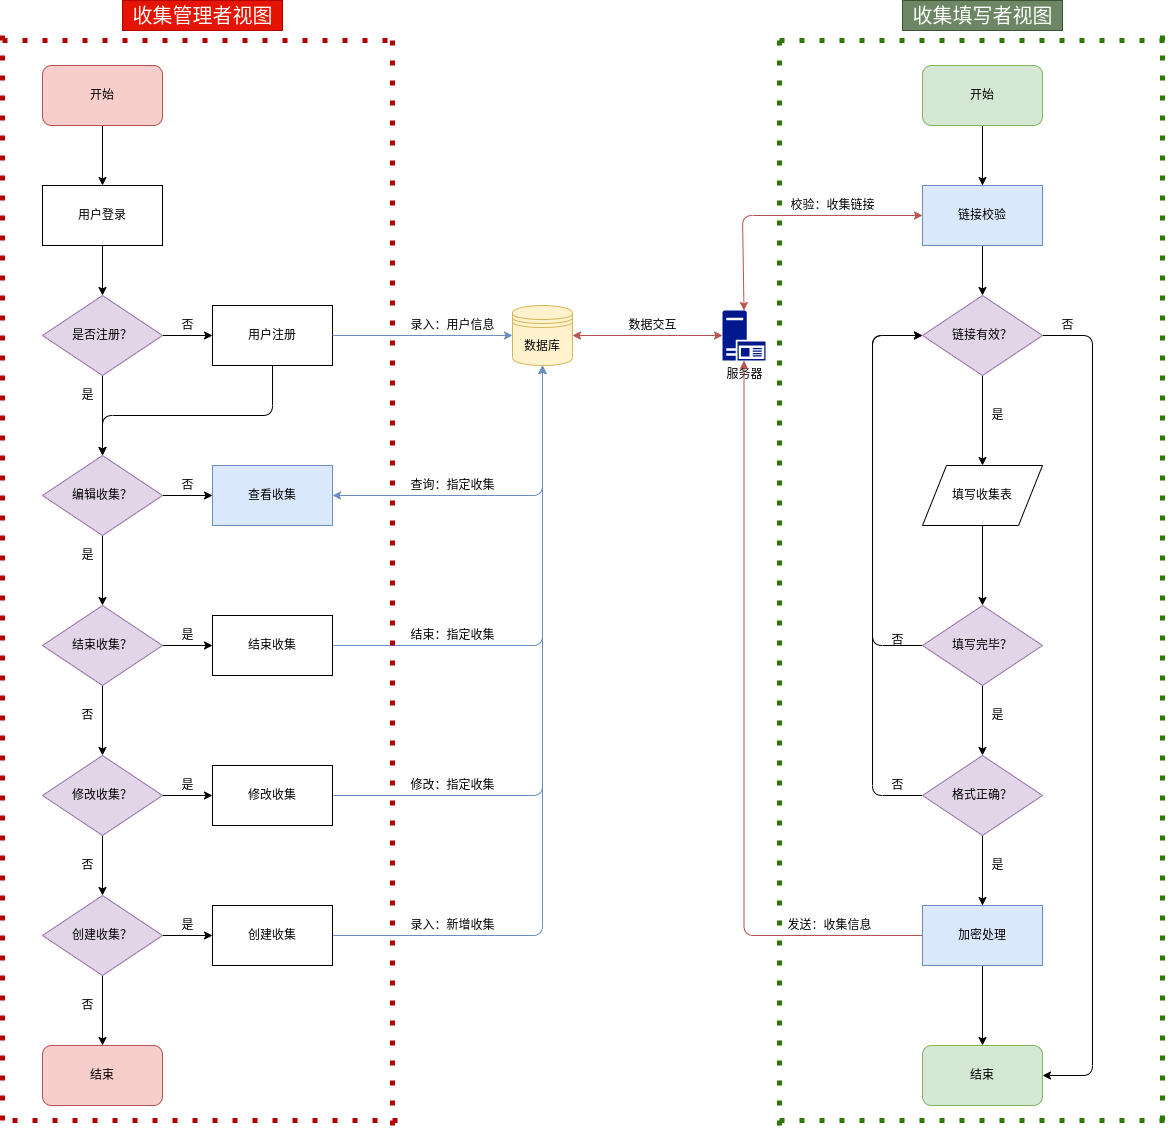 收集管理者视图
开始
用户登录
是否注册？
否
用户注册
录入：用户信息
是
编辑收集？
否
查看收集
查询：指定收集
是
结束收集？
是
结束收集
结束：指定收集
否
修改收集？
是
修改收集
修改：指定收集
否
创建收集？
是
创建收集
录入：新增收集
否
结束
数据库
数据交互
服务器
收集填写者视图
开始
校验：收集链接
链接校验
链接有效？
否
是
填写收集表
填写完毕？
否
是
格式正确？
否
是
发送：收集信息
加密处理
结束